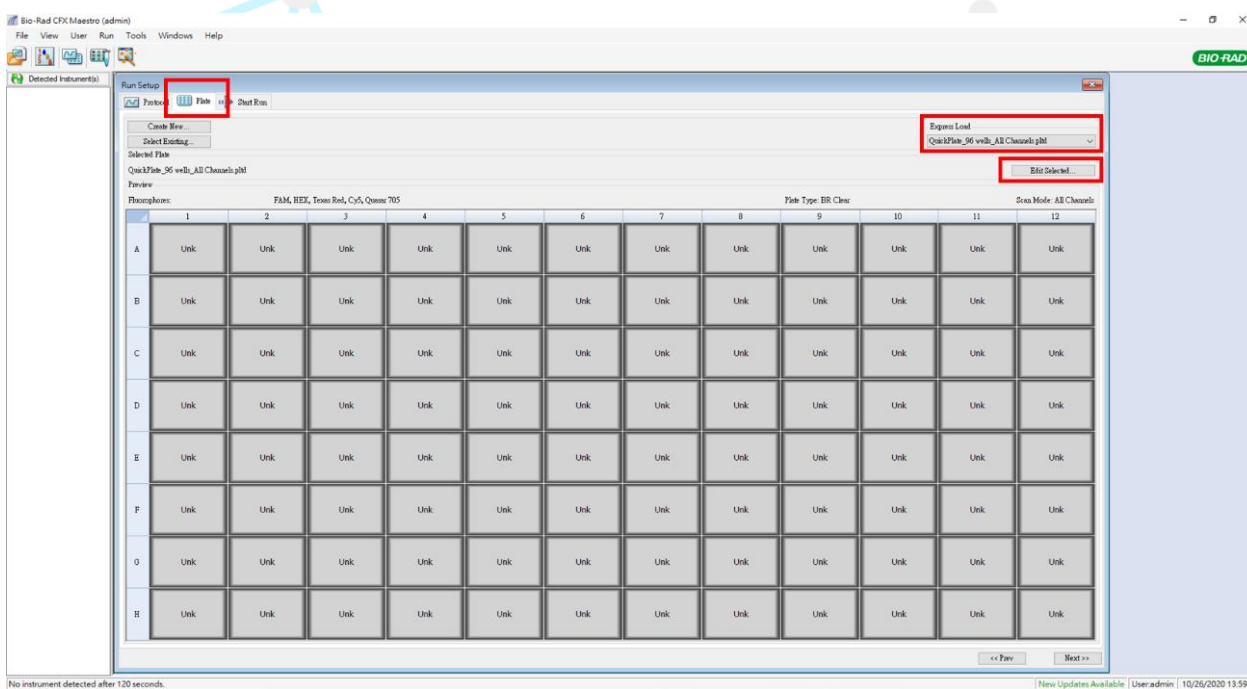 Bio-Rad CFX Maestro (admin)
File View User Run Tools Windows Help
BIO-RAD
Detected Instrument(s)
Run Setup
Protocol Plate Start Run
Create New...
Select Existing...
Express Load
QuickPlate_96 wells_All Channels.pltd
Selected Plate
QuickPlate_96 wells_All Channels.pltd
Edit Selected...
Preview
Fluorophores: FAM, HEX, Texas Red, Cy5, Quasar 705 Plate Type: BR Clear Scan Mode: All Channels
1 2 3 4 5 6 7 8 9 10 11 12
A Unk Unk Unk Unk Unk Unk Unk Unk Unk Unk Unk Unk
B Unk Unk Unk Unk Unk Unk Unk Unk Unk Unk Unk Unk
C Unk Unk Unk Unk Unk Unk Unk Unk Unk Unk Unk Unk
D Unk Unk Unk Unk Unk Unk Unk Unk Unk Unk Unk Unk
E Unk Unk Unk Unk Unk Unk Unk Unk Unk Unk Unk Unk
F Unk Unk Unk Unk Unk Unk Unk Unk Unk Unk Unk Unk
G Unk Unk Unk Unk Unk Unk Unk Unk Unk Unk Unk Unk
H Unk Unk Unk Unk Unk Unk Unk Unk Unk Unk Unk Unk
<< Prev Next >>
No instrument detected after 120 seconds. New Updates Available User:admin 10/26/2020 13:59